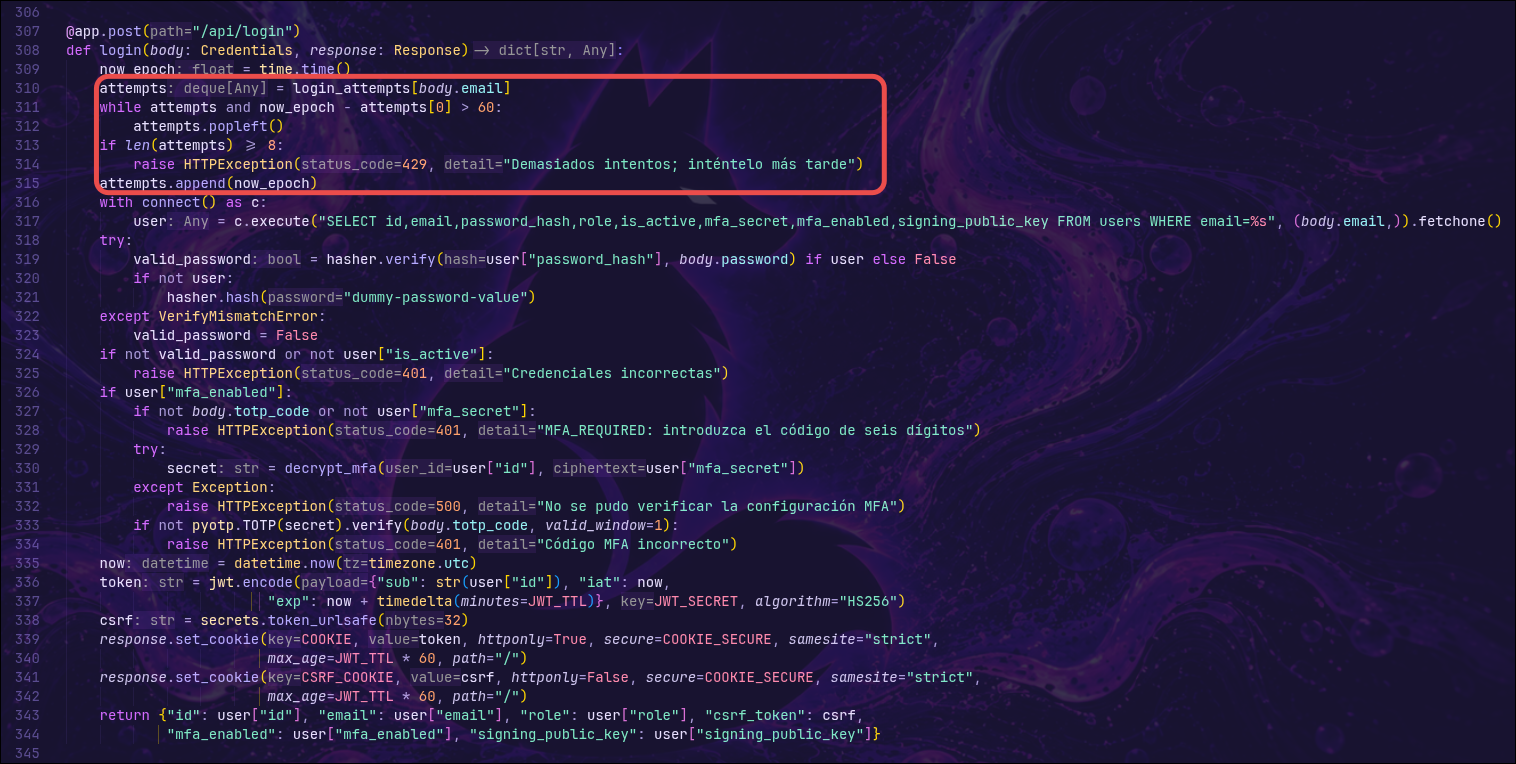 306
307 @app.post(path="/api/login")
308 def login(body: Credentials, response: Response) -> dict[str, Any]:
309     now_epoch: float = time.time()
310     attempts: deque[Any] = login_attempts[body.email]
311     while attempts and now_epoch - attempts[0] > 60:
312         attempts.popleft()
313     if len(attempts) >= 8:
314         raise HTTPException(status_code=429, detail="Demasiados intentos; inténtelo más tarde")
315     attempts.append(now_epoch)
316     with connect() as c:
317         user: Any = c.execute("SELECT id,email,password_hash,role,is_active,mfa_secret,mfa_enabled,signing_public_key FROM users WHERE email=%s", (body.email,)).fetchone()
318     try:
319         valid_password: bool = hasher.verify(hash=user["password_hash"], body.password) if user else False
320         if not user:
321             hasher.hash(password="dummy-password-value")
322     except VerifyMismatchError:
323         valid_password = False
324     if not valid_password or not user["is_active"]:
325         raise HTTPException(status_code=401, detail="Credenciales incorrectas")
326     if user["mfa_enabled"]:
327         if not body.totp_code or not user["mfa_secret"]:
328             raise HTTPException(status_code=401, detail="MFA_REQUIRED: introduzca el código de seis dígitos")
329         try:
330             secret: str = decrypt_mfa(user_id=user["id"], ciphertext=user["mfa_secret"])
331         except Exception:
332             raise HTTPException(status_code=500, detail="No se pudo verificar la configuración MFA")
333         if not pyotp.TOTP(secret).verify(body.totp_code, valid_window=1):
334             raise HTTPException(status_code=401, detail="Código MFA incorrecto")
335     now: datetime = datetime.now(tz=timezone.utc)
336     token: str = jwt.encode(payload={"sub": str(user["id"]), "iat": now,
337                         "exp": now + timedelta(minutes=JWT_TTL)}, key=JWT_SECRET, algorithm="HS256")
338     csrf: str = secrets.token_urlsafe(nbytes=32)
339     response.set_cookie(key=COOKIE, value=token, httponly=True, secure=COOKIE_SECURE, samesite="strict",
340                         max_age=JWT_TTL * 60, path="/")
341     response.set_cookie(key=CSRF_COOKIE, value=csrf, httponly=False, secure=COOKIE_SECURE, samesite="strict",
342                         max_age=JWT_TTL * 60, path="/")
343     return {"id": user["id"], "email": user["email"], "role": user["role"], "csrf_token": csrf,
344             "mfa_enabled": user["mfa_enabled"], "signing_public_key": user["signing_public_key"]}
345